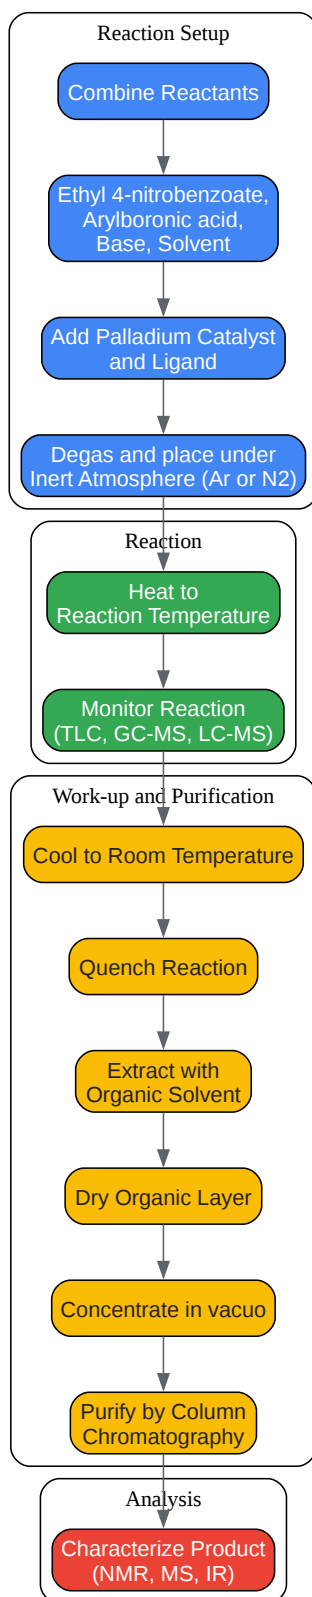 Reaction Setup
Combine Reactants
Ethyl 4-nitrobenzoate,
Arylboronic acid,
Base, Solvent
Add Palladium Catalyst
and Ligand
Degas and place under
Inert Atmosphere (Ar or N2)
Reaction
Heat to
Reaction Temperature
Monitor Reaction
(TLC, GC-MS, LC-MS)
Work-up and Purification
Cool to Room Temperature
Quench Reaction
Extract with
Organic Solvent
Dry Organic Layer
Concentrate in vacuo
Purify by Column
Chromatography
Analysis
Characterize Product
(NMR, MS, IR)